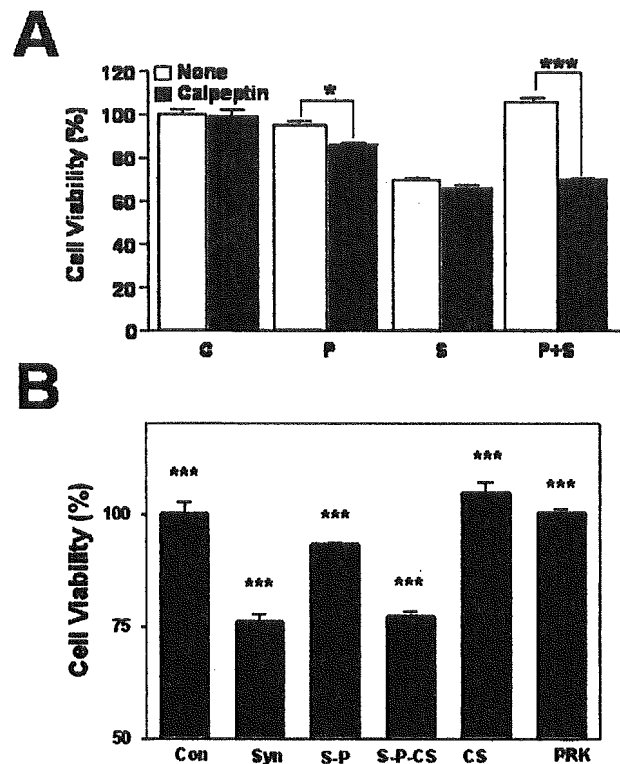 A
None
Calpeptin
* ***
120
100
80
60
40
20
0
Cell Viability (%)
C P S P+S
B
*** *** *** *** *** ***
100
75
50
Cell Viability (%)
Con Syn S-P S-P-CS CS PRK